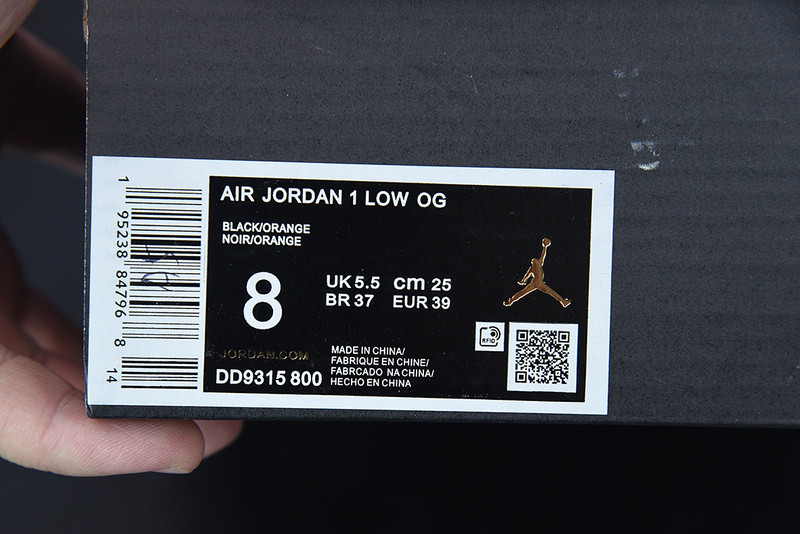 AIR JORDAN 1 LOW OG
BLACK/ORANGE
NOIR/ORANGE
8
UK 5.5 cm 25
BR 37 EUR 39
JORDAN.COM
DD9315 800
MADE IN CHINA/
FABRIQUE EN CHINE/
FABRCADO NA CHINA/
HECHO EN CHINA
RFID
1 95238 84796 8
14